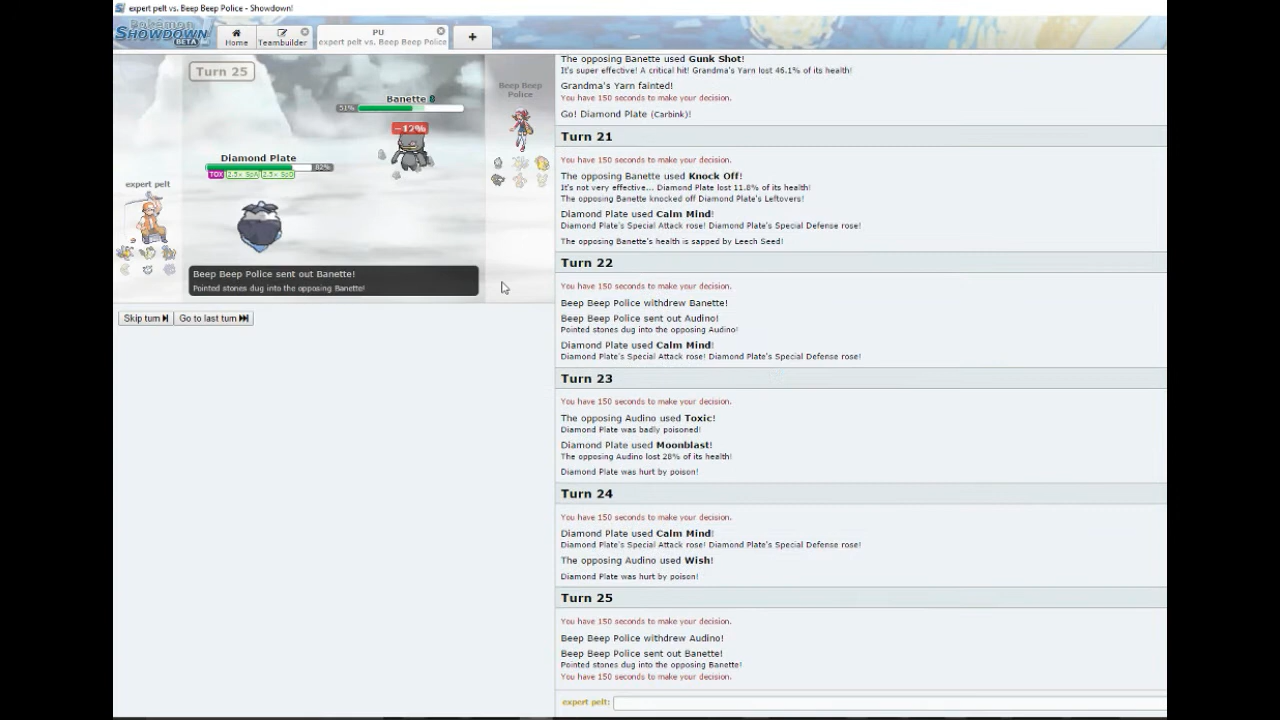 expert pelt vs. Beep Beep Police - Showdown!
Pokémon
SHOWDOWN
BETA
Home
Teambuilder
PU
expert pelt vs. Beep Beep Police
+
Turn 25
Banette
51%
-12%
Diamond Plate
82%
TOX 2.5× SpA 2.5× SpD
expert pelt
Beep Beep
Police
Beep Beep Police sent out Banette!
Pointed stones dug into the opposing Banette!
Skip turn
Go to last turn
The opposing Banette used Gunk Shot!
It's super effective! A critical hit! Grandma's Yarn lost 46.1% of its health!
Grandma's Yarn fainted!
You have 150 seconds to make your decision.
Go! Diamond Plate (Carbink)!
Turn 21
You have 150 seconds to make your decision.
The opposing Banette used Knock Off!
It's not very effective... Diamond Plate lost 11.8% of its health!
The opposing Banette knocked off Diamond Plate's Leftovers!
Diamond Plate used Calm Mind!
Diamond Plate's Special Attack rose! Diamond Plate's Special Defense rose!
The opposing Banette's health is sapped by Leech Seed!
Turn 22
You have 150 seconds to make your decision.
Beep Beep Police withdrew Banette!
Beep Beep Police sent out Audino!
Pointed stones dug into the opposing Audino!
Diamond Plate used Calm Mind!
Diamond Plate's Special Attack rose! Diamond Plate's Special Defense rose!
Turn 23
You have 150 seconds to make your decision.
The opposing Audino used Toxic!
Diamond Plate was badly poisoned!
Diamond Plate used Moonblast!
The opposing Audino lost 28% of its health!
Diamond Plate was hurt by poison!
Turn 24
You have 150 seconds to make your decision.
Diamond Plate used Calm Mind!
Diamond Plate's Special Attack rose! Diamond Plate's Special Defense rose!
The opposing Audino used Wish!
Diamond Plate was hurt by poison!
Turn 25
You have 150 seconds to make your decision.
Beep Beep Police withdrew Audino!
Beep Beep Police sent out Banette!
Pointed stones dug into the opposing Banette!
You have 150 seconds to make your decision.
expert pelt: